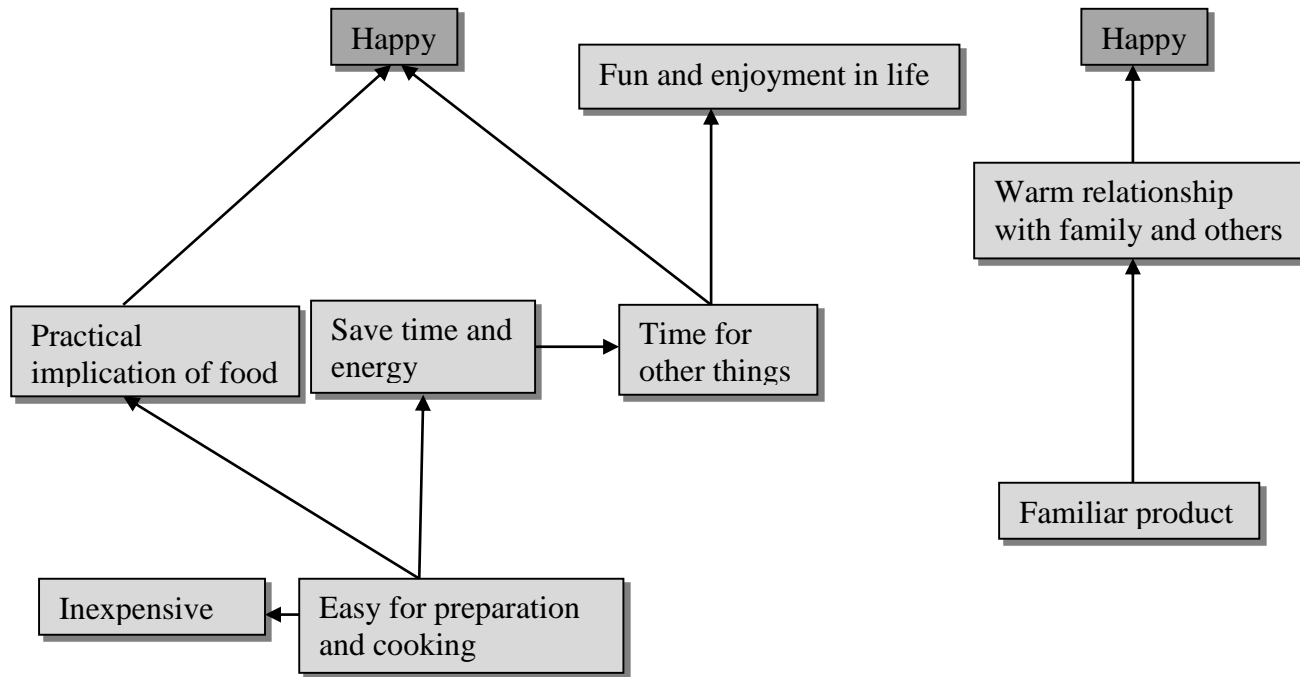 Happy
Happy
Fun and enjoyment in life
Warm relationship
with family and others
Practical
implication of food
Save time and
energy
Time for
other things
Familiar product
Inexpensive
Easy for preparation
and cooking